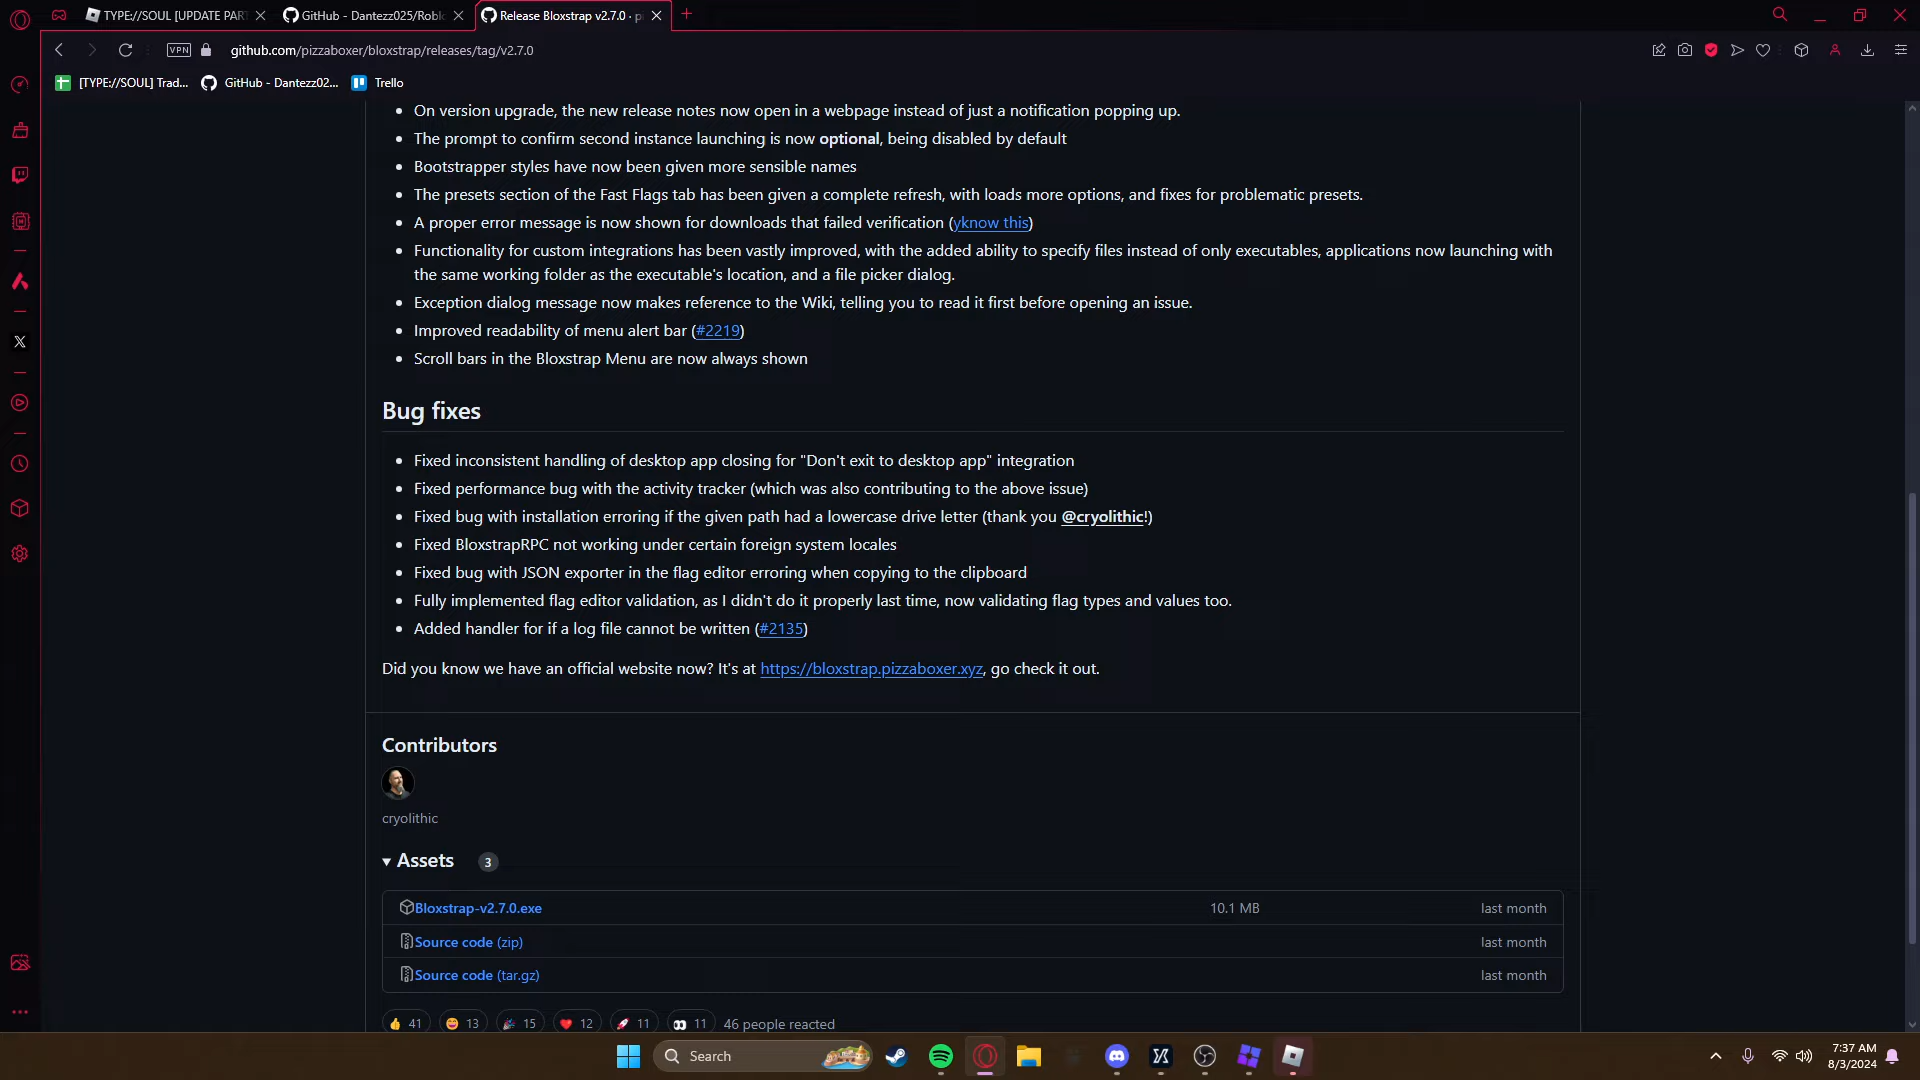 TYPE://SOUL [UPDATE PAR
GitHub - Dantezz025/Robl
Release Bloxstrap v2.7.0 · p
VPN
github.com/pizzaboxer/bloxstrap/releases/tag/v2.7.0
[TYPE://SOUL] Trad...
GitHub - Dantezz02...
Trello
On version upgrade, the new release notes now open in a webpage instead of just a notification popping up.
The prompt to confirm second instance launching is now optional, being disabled by default
Bootstrapper styles have now been given more sensible names
The presets section of the Fast Flags tab has been given a complete refresh, with loads more options, and fixes for problematic presets.
A proper error message is now shown for downloads that failed verification (yknow this)
Functionality for custom integrations has been vastly improved, with the added ability to specify files instead of only executables, applications now launching with
the same working folder as the executable's location, and a file picker dialog.
Exception dialog message now makes reference to the Wiki, telling you to read it first before opening an issue.
Improved readability of menu alert bar (#2219)
Scroll bars in the Bloxstrap Menu are now always shown
Bug fixes
Fixed inconsistent handling of desktop app closing for "Don't exit to desktop app" integration
Fixed performance bug with the activity tracker (which was also contributing to the above issue)
Fixed bug with installation erroring if the given path had a lowercase drive letter (thank you @cryolithic!)
Fixed BloxstrapRPC not working under certain foreign system locales
Fixed bug with JSON exporter in the flag editor erroring when copying to the clipboard
Fully implemented flag editor validation, as I didn't do it properly last time, now validating flag types and values too.
Added handler for if a log file cannot be written (#2135)
Did you know we have an official website now? It's at https://bloxstrap.pizzaboxer.xyz, go check it out.
Contributors
cryolithic
Assets 3
Bloxstrap-v2.7.0.exe 10.1 MB last month
Source code (zip) last month
Source code (tar.gz) last month
41 13 15 12 11 11 46 people reacted
Search
7:37 AM
8/3/2024